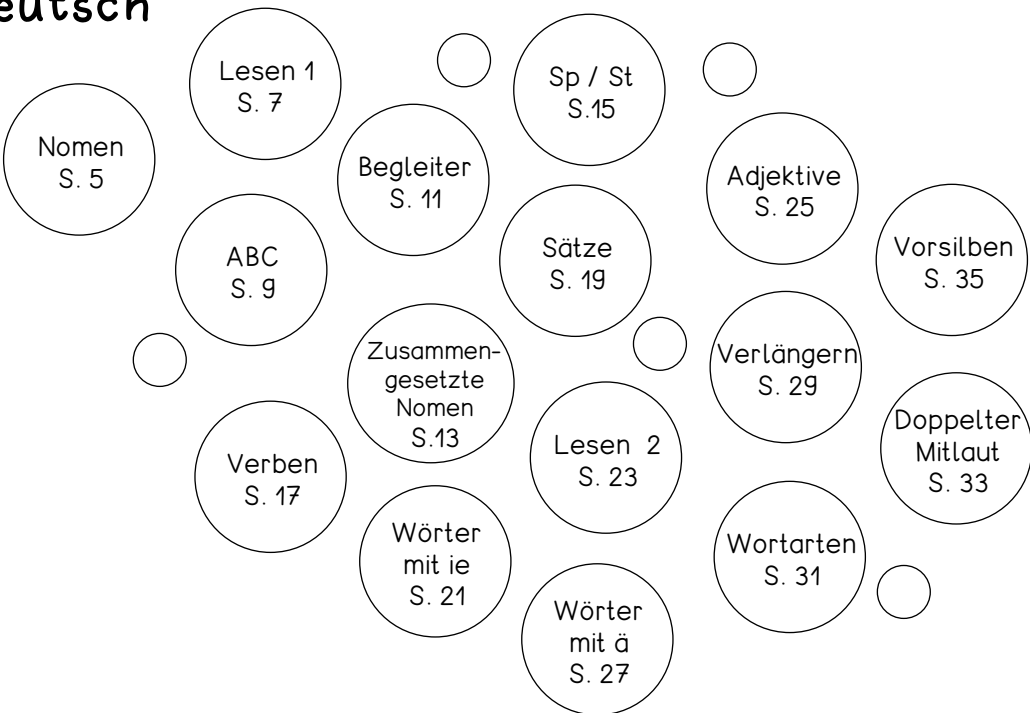 eutsch
Nomen
S. 5
Lesen 1
S. 7
ABC
S. 9
Begleiter
S. 11
Zusammen-
gesetzte
Nomen
S.13
Sp / St
S.15
Verben
S. 17
Sätze
S. 19
Wörter
mit ie
S. 21
Lesen 2
S. 23
Adjektive
S. 25
Wörter
mit ä
S. 27
Verlängern
S. 29
Wortarten
S. 31
Doppelter
Mitlaut
S. 33
Vorsilben
S. 35